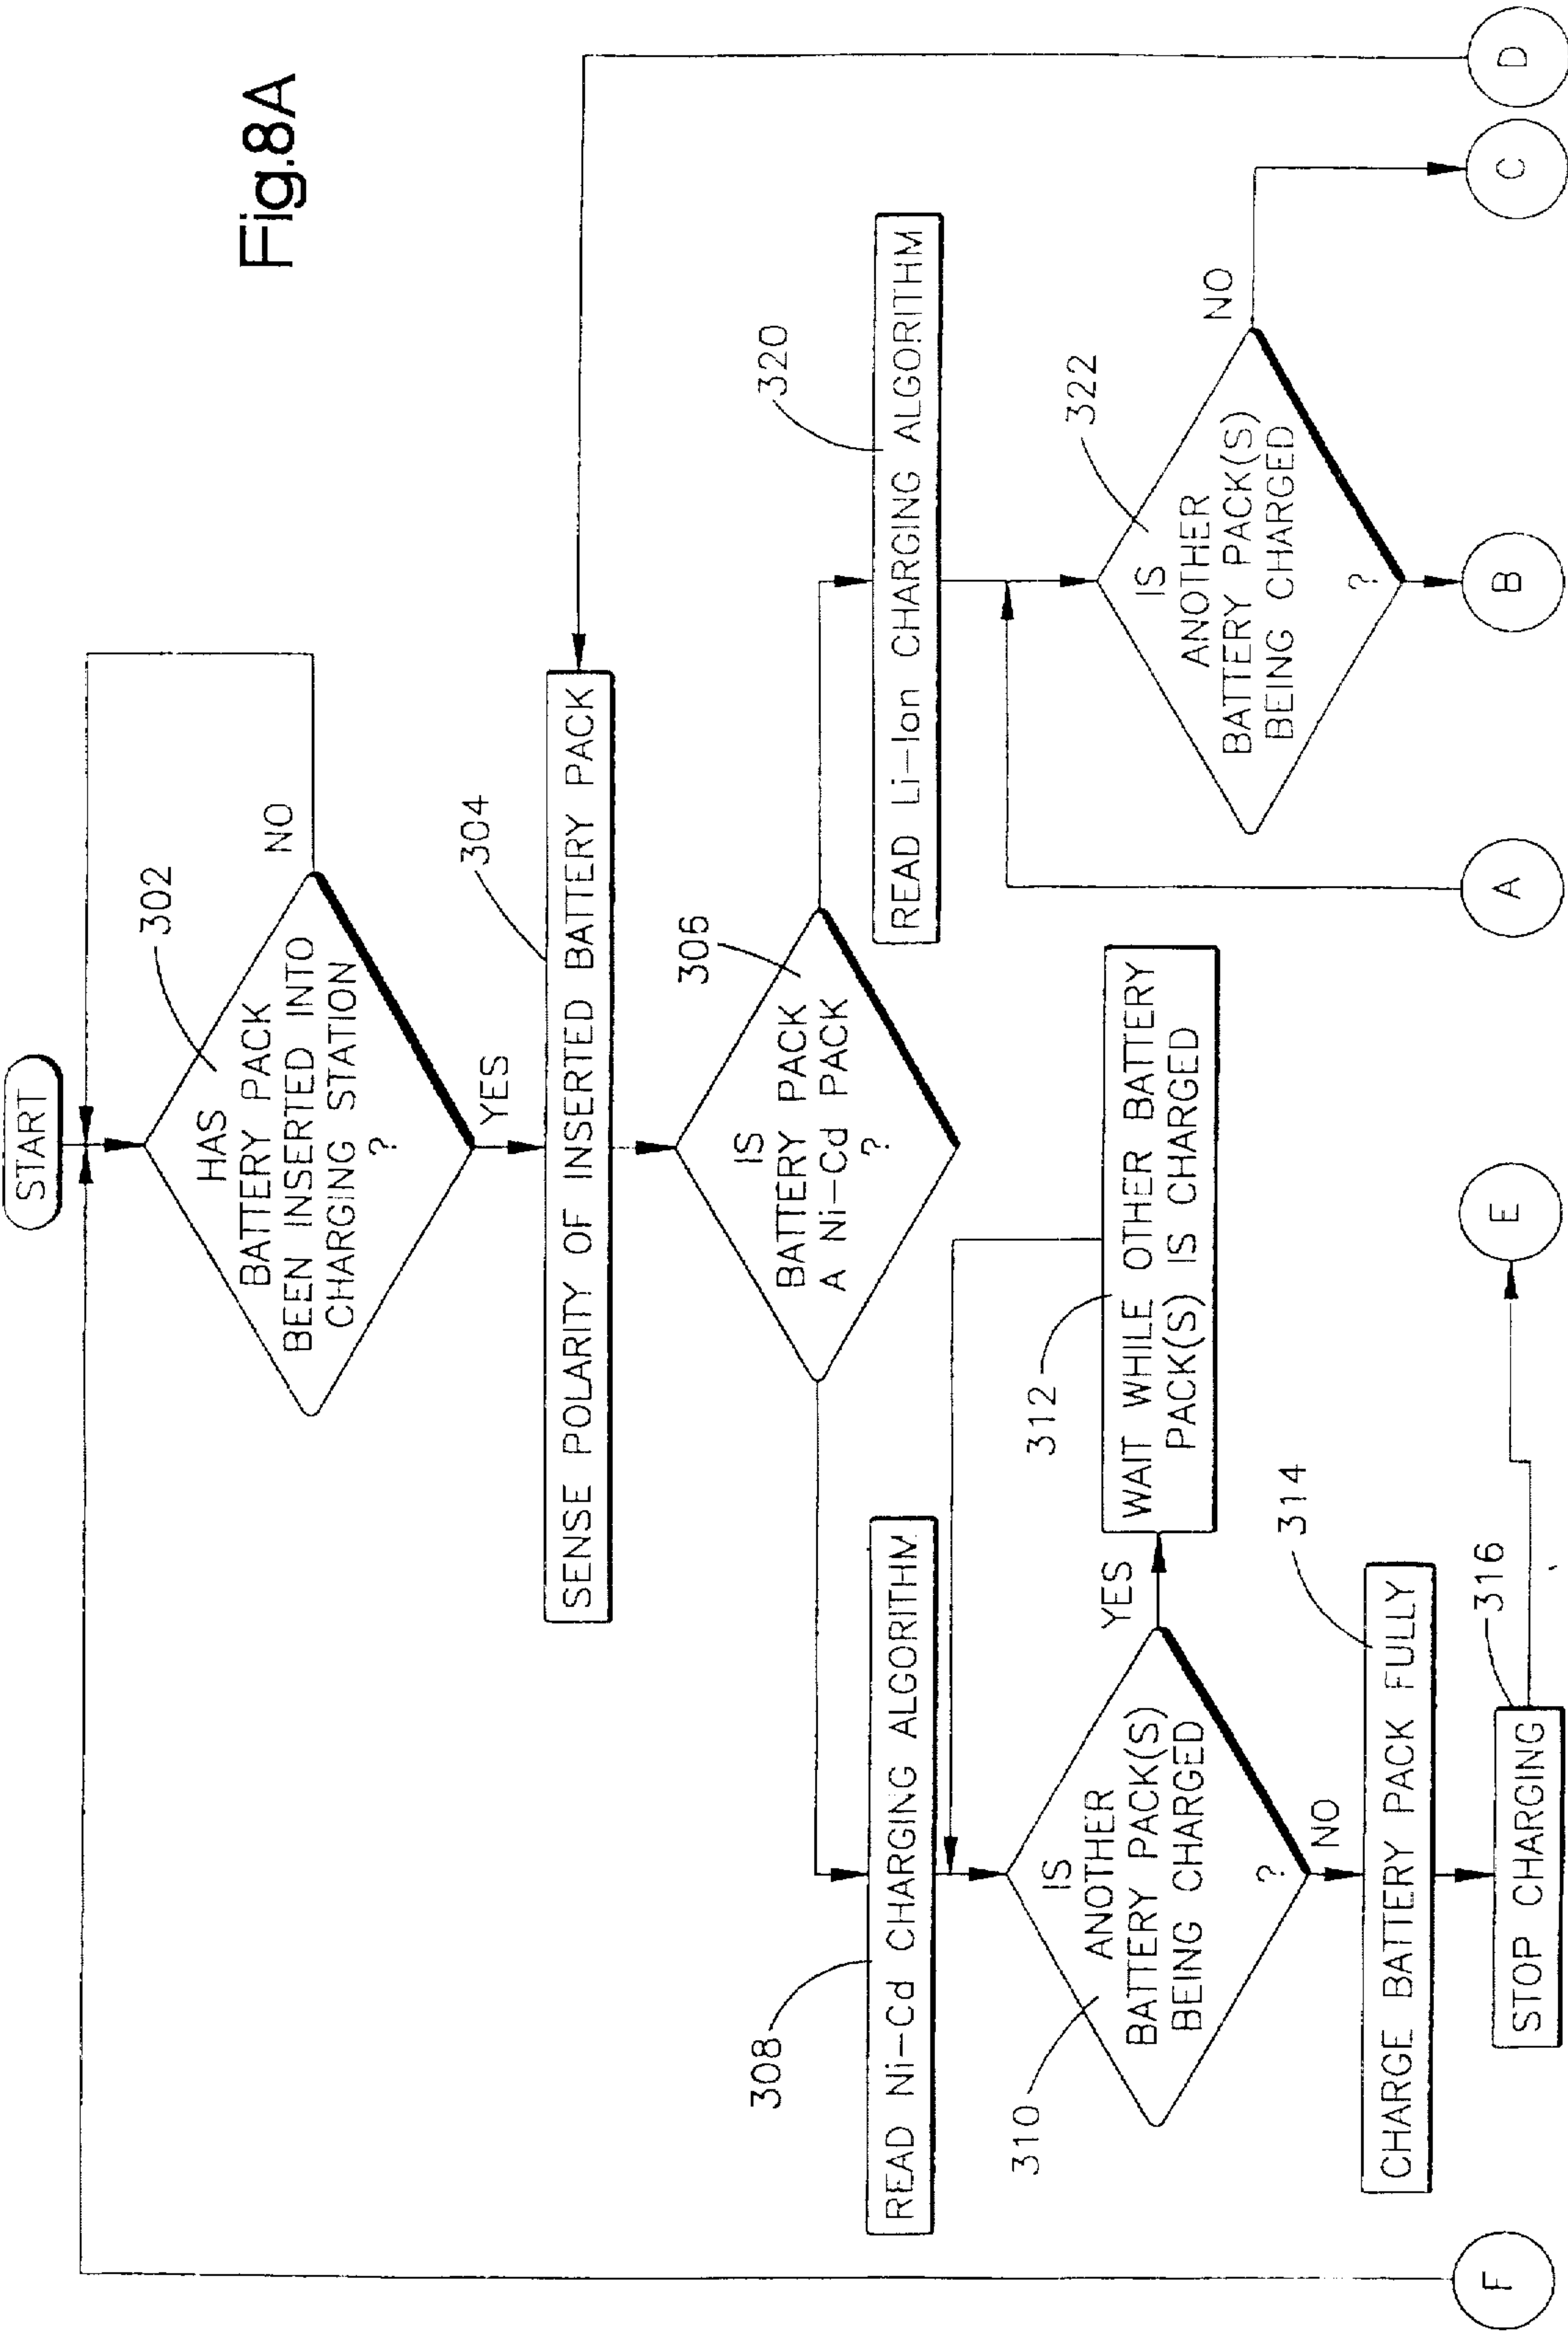 Fig.8A
START
302
HAS
BATTERY PACK
BEEN INSERTED INTO
CHARGING STATION
?
NO
YES
304
SENSE POLARITY OF INSERTED BATTERY PACK
306
IS
BATTERY PACK
A Ni-Cd PACK
?
308
READ Ni-Cd CHARGING ALGORITHM
320
READ Li-Ion CHARGING ALGORITHM
310
IS
ANOTHER
BATTERY PACK(S)
BEING CHARGED
?
YES
NO
312
WAIT WHILE OTHER BATTERY
PACK(S) IS CHARGED
322
IS
ANOTHER
BATTERY PACK(S)
BEING CHARGED
?
NO
314
CHARGE BATTERY PACK FULLY
316
STOP CHARGING
F
E
A
B
C
D